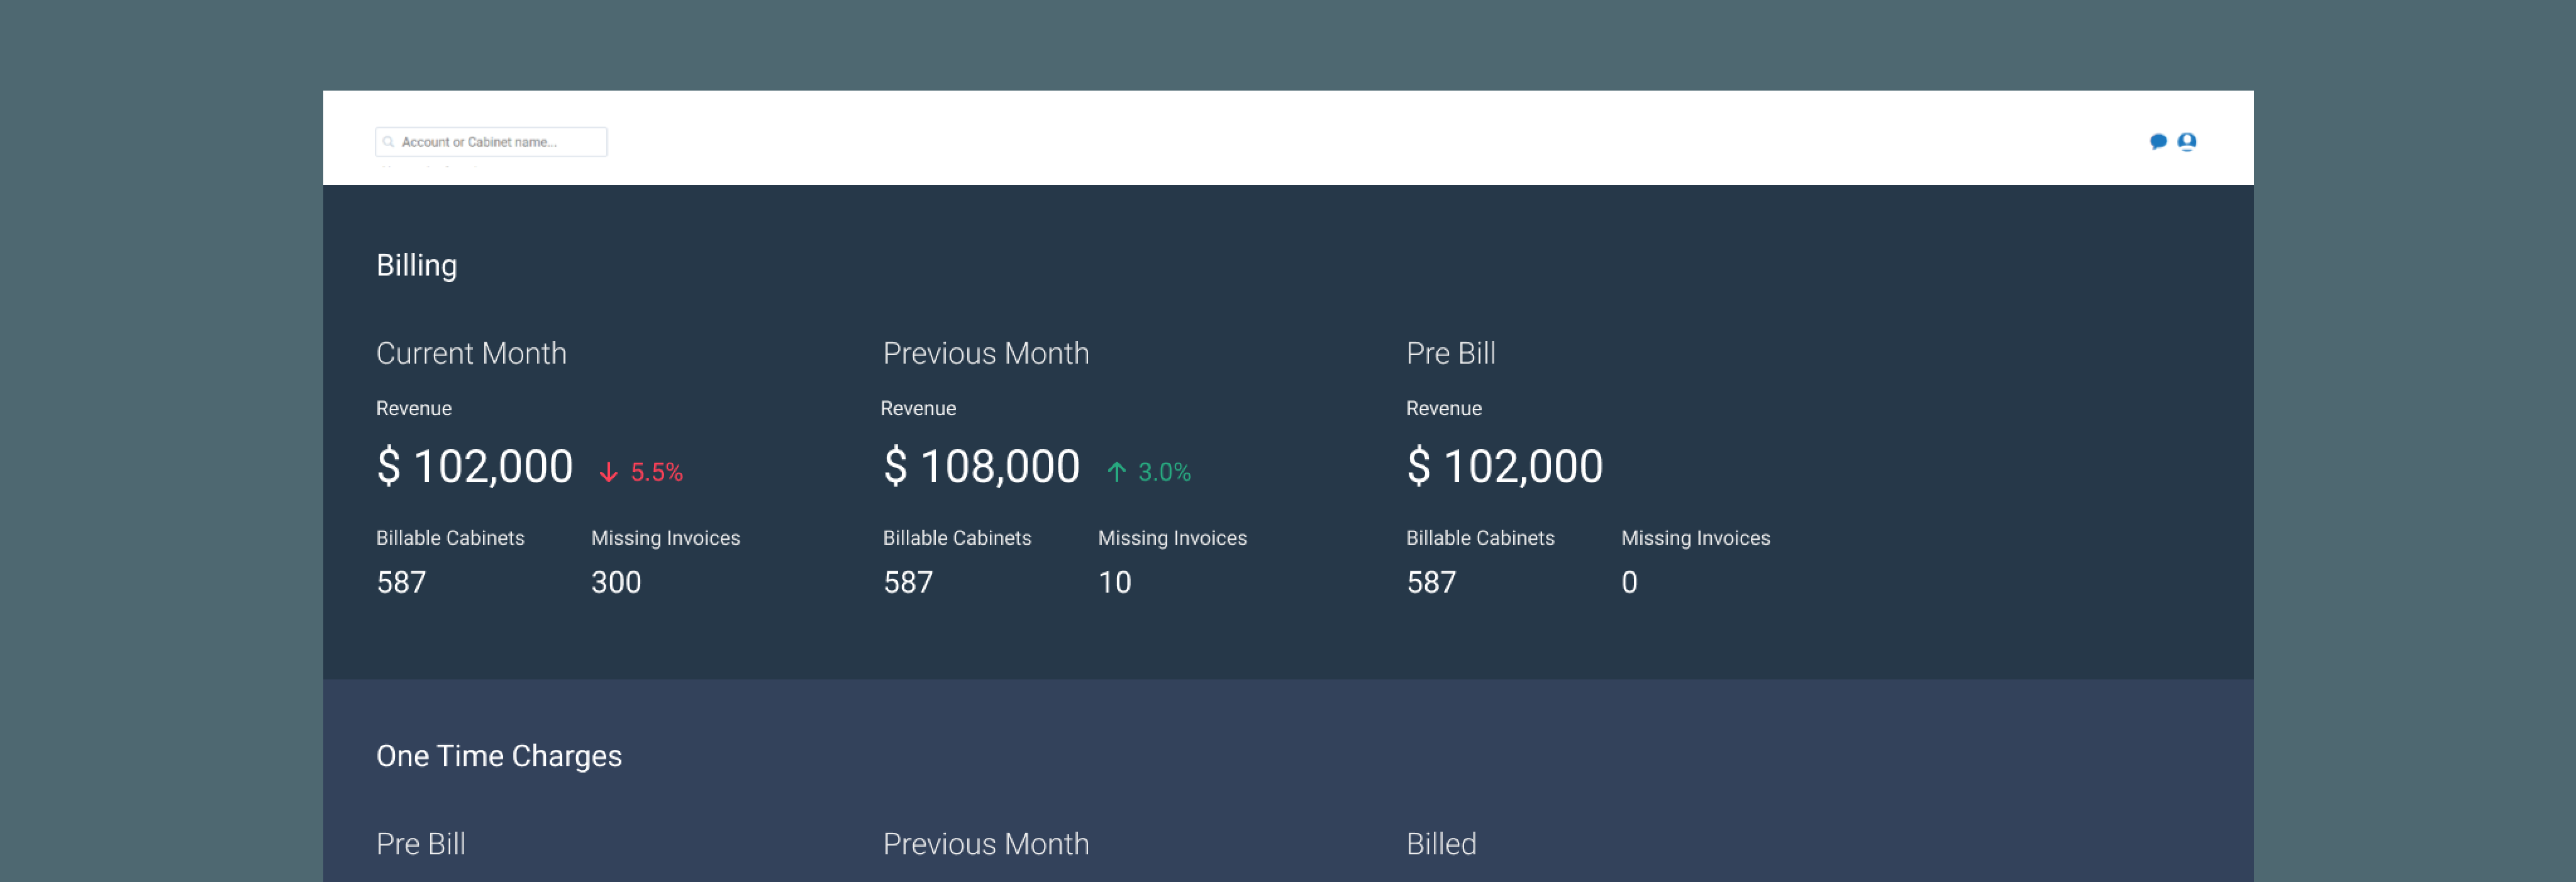 Account or Cabinet name...
Billing
Current Month
Previous Month
Pre Bill
Revenue
Revenue
Revenue
$ 102,000 ↓ 5.5%
$ 108,000 ↑ 3.0%
$ 102,000
Billable Cabinets
Missing Invoices
Billable Cabinets
Missing Invoices
Billable Cabinets
Missing Invoices
587
300
587
10
587
0
One Time Charges
Pre Bill
Previous Month
Billed